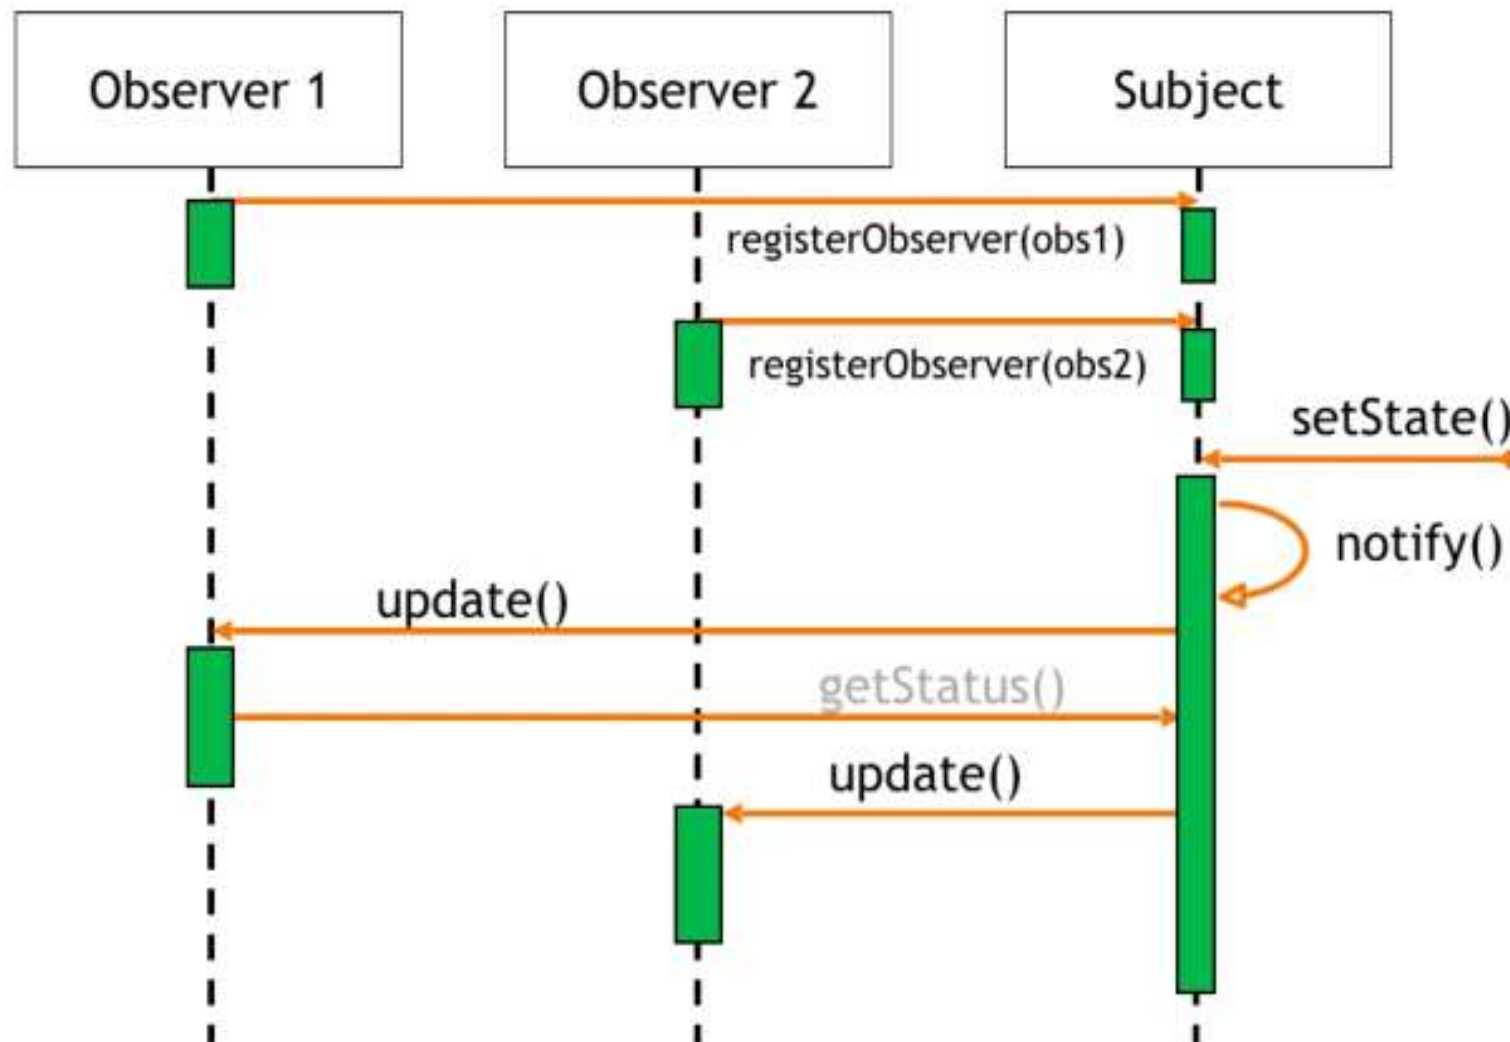 Observer 1
Observer 2
Subject
registerObserver(obs1)
registerObserver(obs2)
setState()
notify()
update()
getStatus()
update()